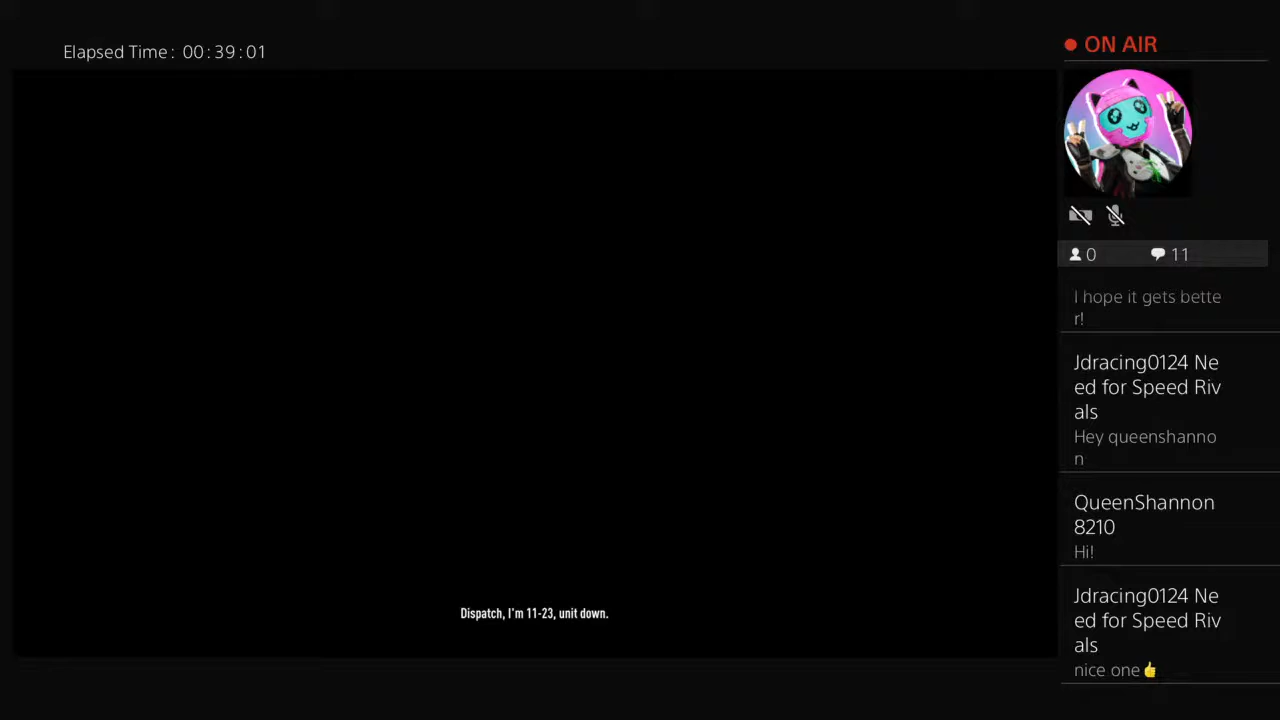 Elapsed Time: 00:39:01
ON AIR
0 11
I hope it gets bette
r!
Jdracing0124 Ne
ed for Speed Riv
als
Hey queenshanno
n
QueenShannon
8210
Hi!
Jdracing0124 Ne
ed for Speed Riv
als
nice one👍
Dispatch, I'm 11-23, unit down.